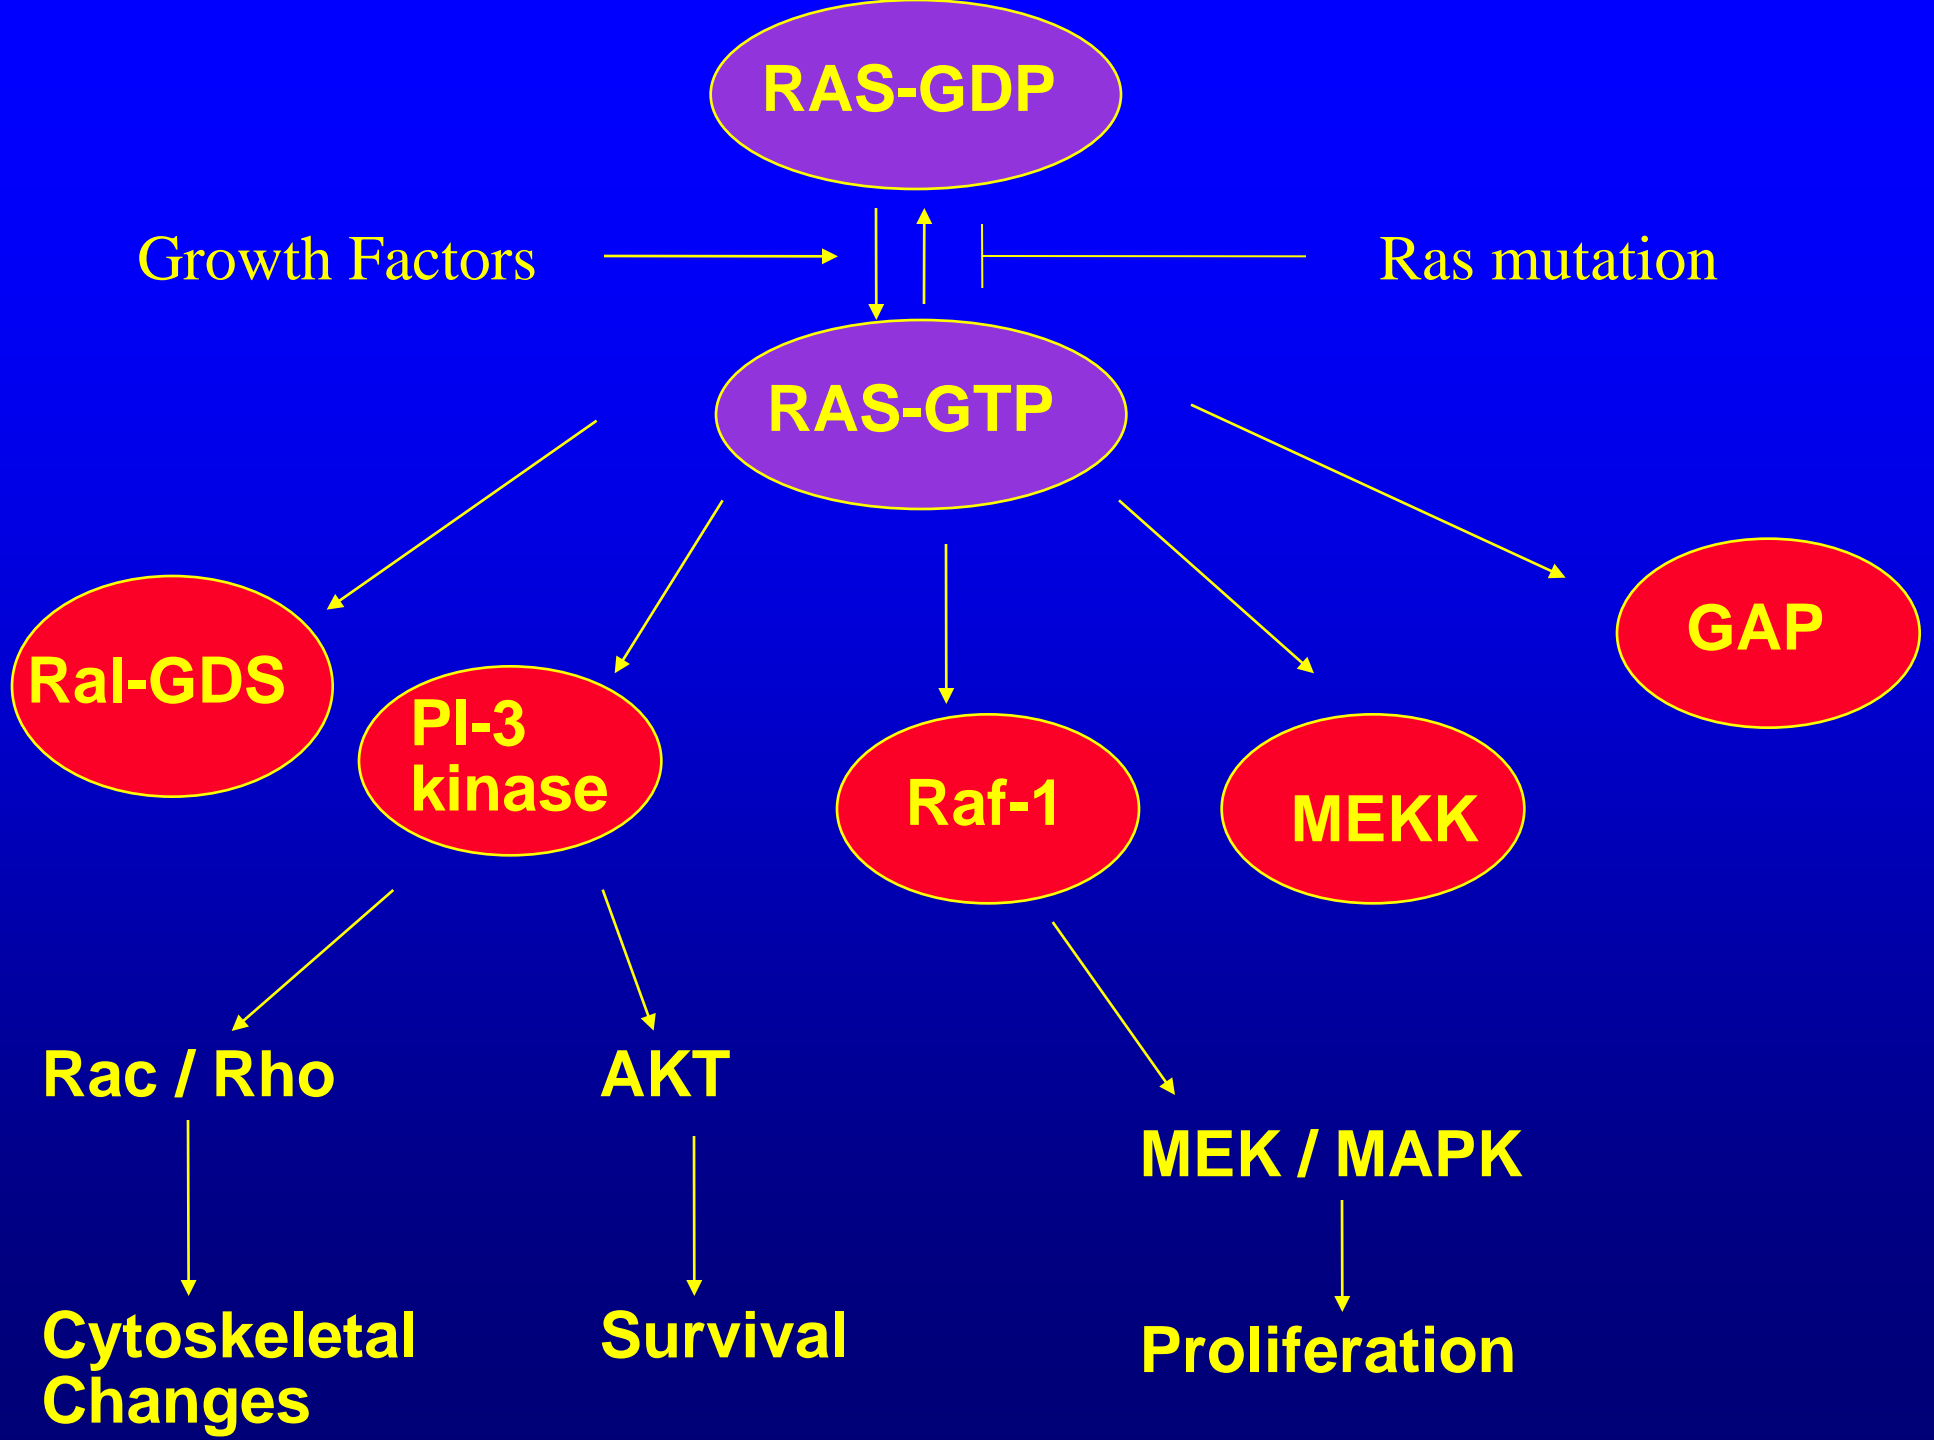 RAS-GDP
Growth Factors
Ras mutation
RAS-GTP
Ral-GDS
PI-3
kinase
Raf-1
MEKK
GAP
Rac / Rho
AKT
MEK / MAPK
Cytoskeletal
Changes
Survival
Proliferation